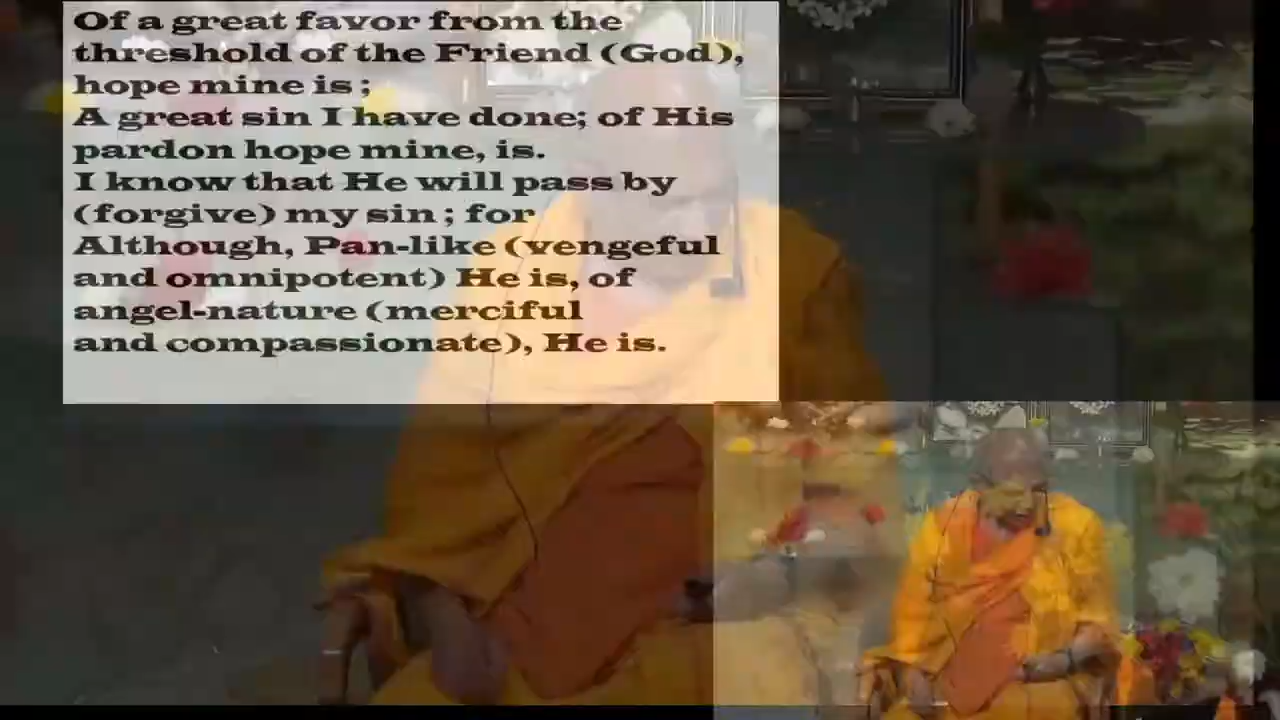 Of a great favor from the
threshold of the Friend (God),
hope mine is ;
A great sin I have done; of His
pardon hope mine, is.
I know that He will pass by
(forgive) my sin ; for
Although, Pan-like (vengeful
and omnipotent) He is, of
angel-nature (merciful
and compassionate), He is.